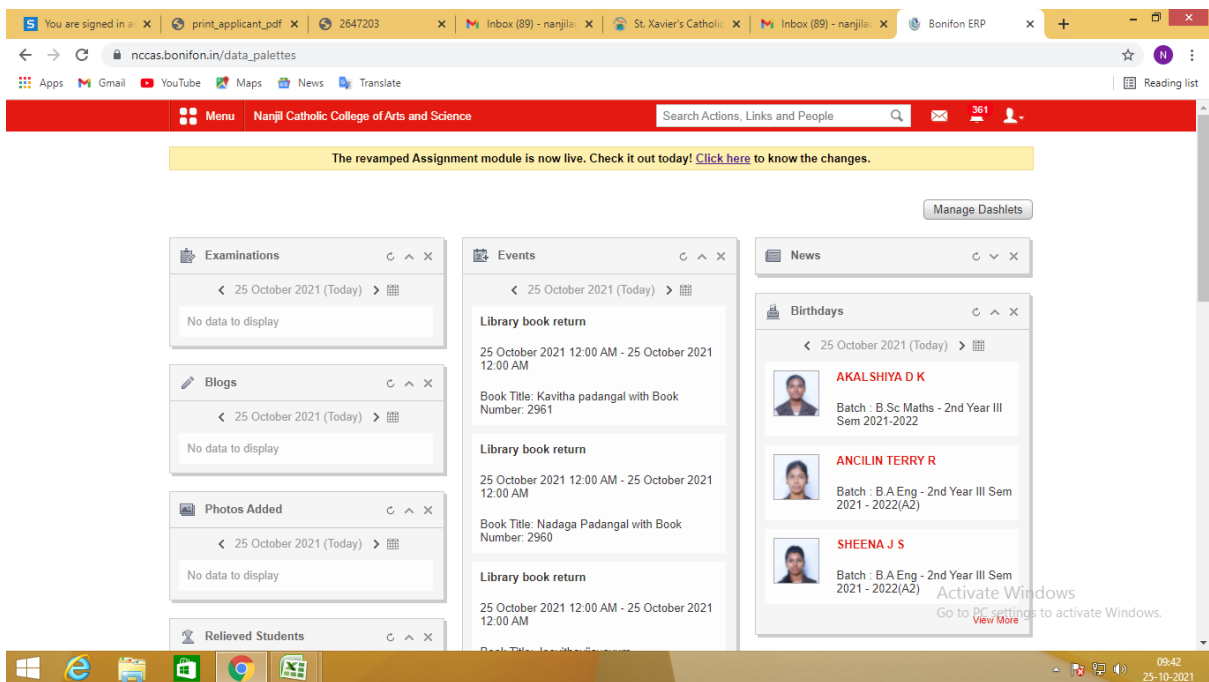 You are signed in a
print_applicant_pdf
2647203
Inbox (89) - nanjila
St. Xavier's Catholic
Inbox (89) - nanjila
Bonifon ERP
nccas.bonifon.in/data_palettes
N
Apps
Gmail
YouTube
Maps
News
Translate
Reading list
Menu
Nanjil Catholic College of Arts and Science
Search Actions, Links and People
361
The revamped Assignment module is now live. Check it out today! Click here to know the changes.
Manage Dashlets
Examinations
25 October 2021 (Today)
No data to display
Blogs
25 October 2021 (Today)
No data to display
Photos Added
25 October 2021 (Today)
No data to display
Relieved Students
Events
25 October 2021 (Today)
Library book return
25 October 2021 12:00 AM - 25 October 2021
12:00 AM
Book Title: Kavitha padangal with Book
Number: 2961
Library book return
25 October 2021 12:00 AM - 25 October 2021
12:00 AM
Book Title: Nadaga Padangal with Book
Number: 2960
Library book return
25 October 2021 12:00 AM - 25 October 2021
12:00 AM
Book Title:
News
Birthdays
25 October 2021 (Today)
AKALSHIYA D K
Batch : B.Sc Maths - 2nd Year III
Sem 2021-2022
ANCILIN TERRY R
Batch : B.A Eng - 2nd Year III Sem
2021 - 2022(A2)
SHEENA J S
Batch : B.A Eng - 2nd Year III Sem
2021 - 2022(A2)
View More
Activate Windows
Go to PC settings to activate Windows.
09:42
25-10-2021